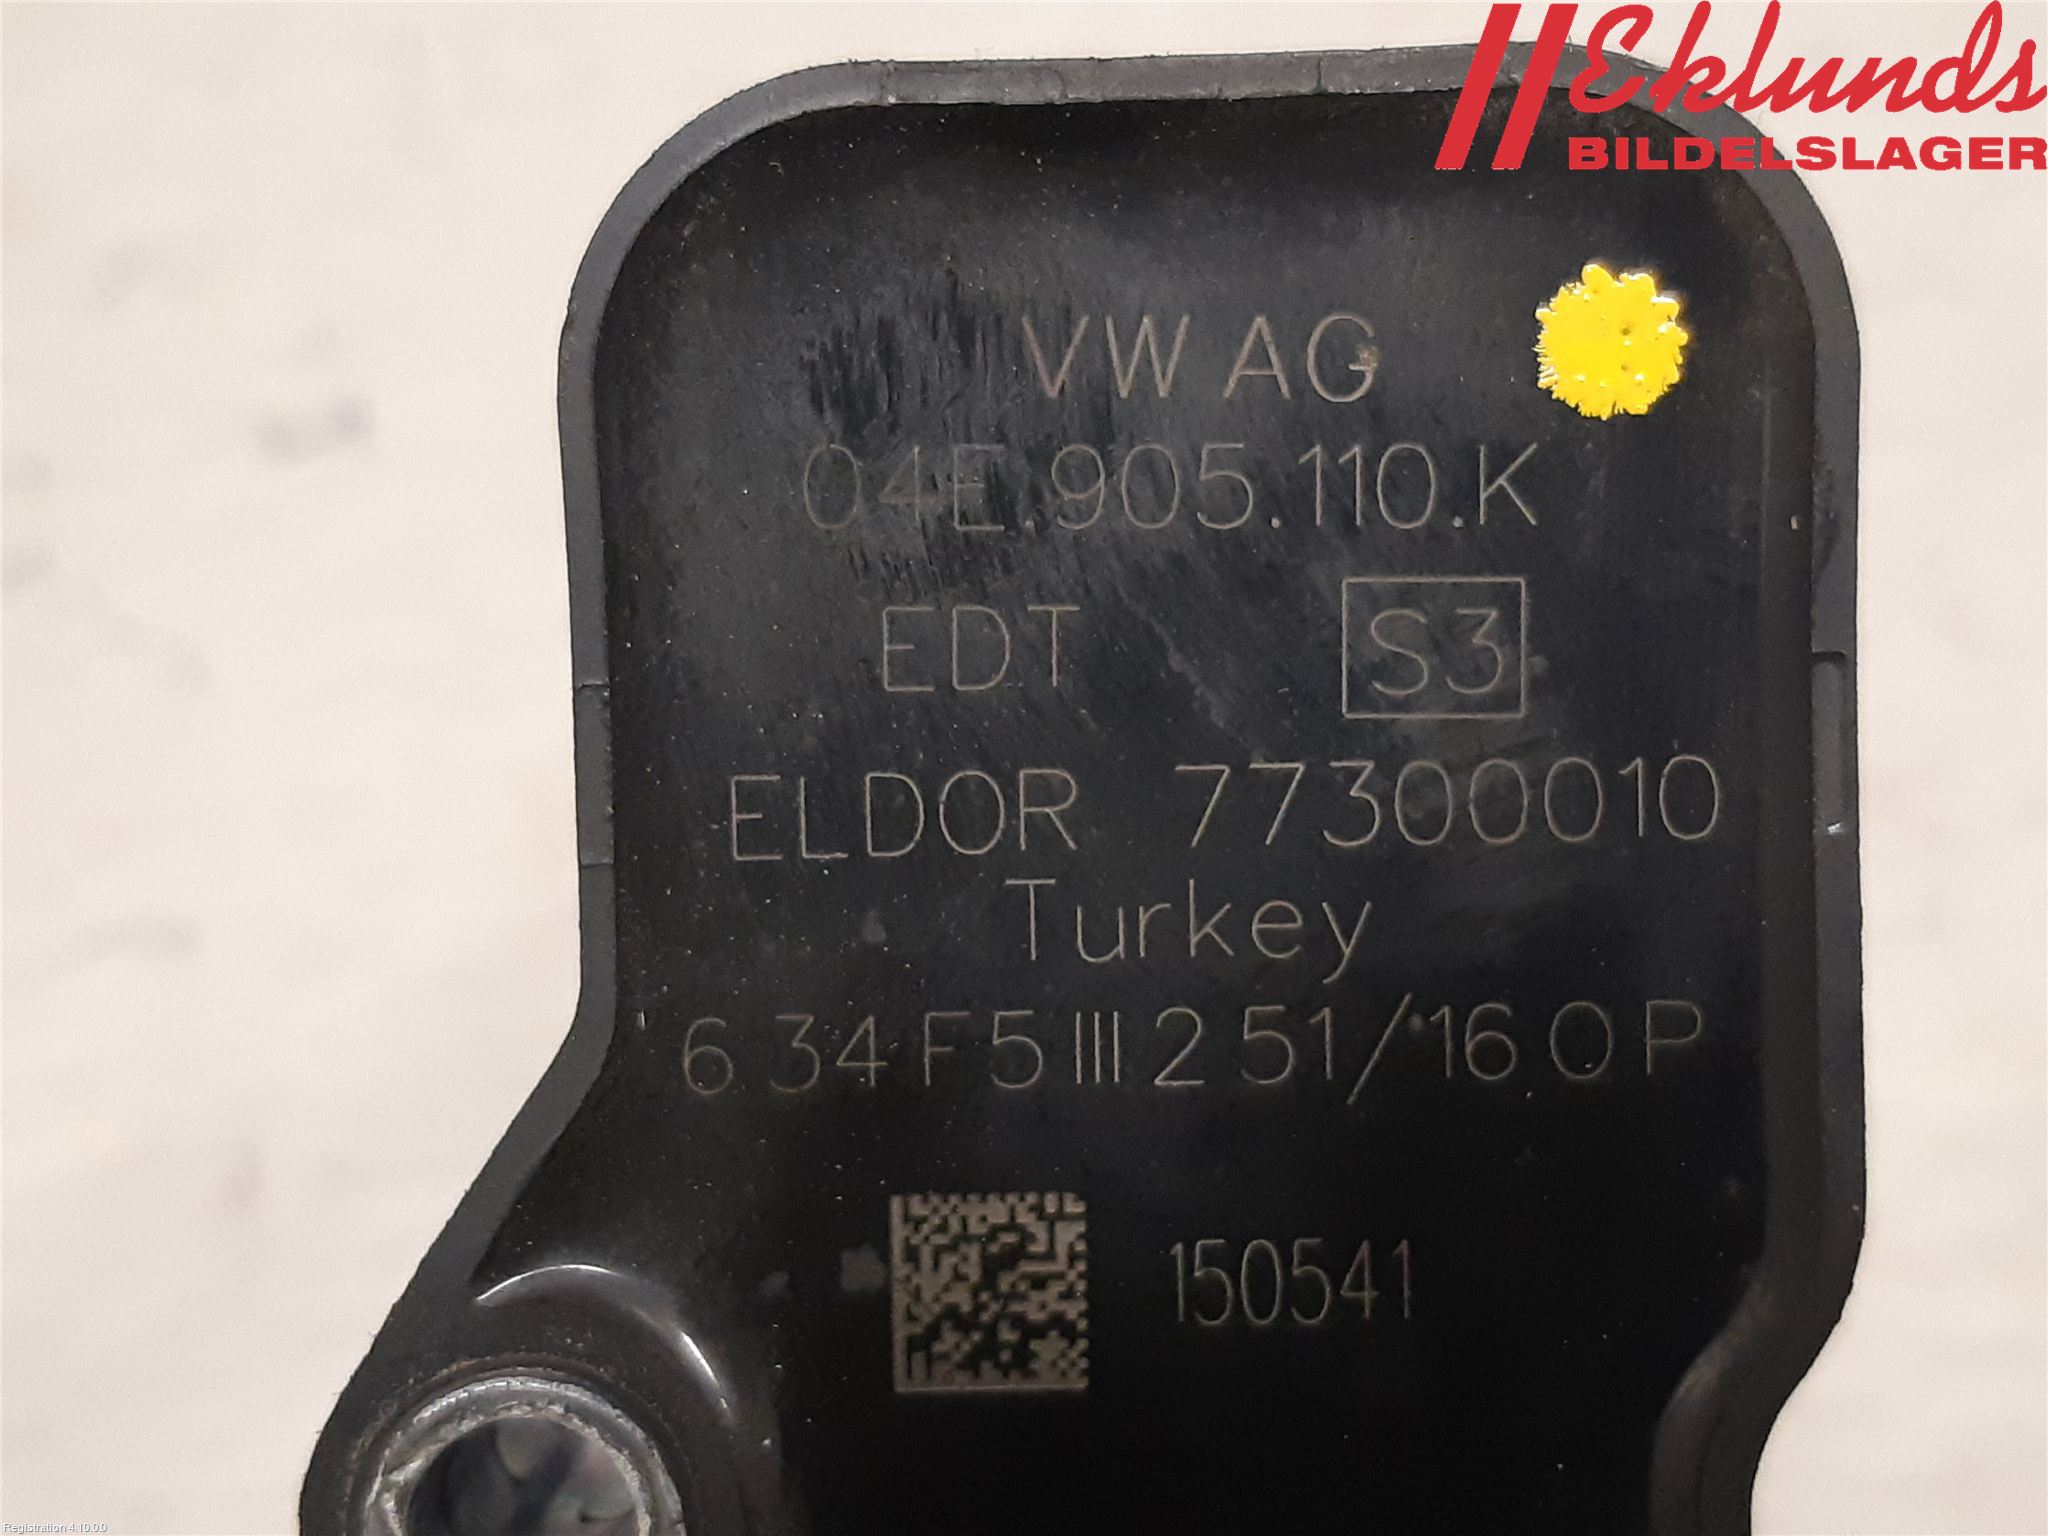 Eklunds
BILDELSLAGER
VW AG
04E.905.110.K
EDT S3
ELDOR 77300010
Turkey
6 34 F 5 III 2 51/16 0 P
150541
Registration 4.10.0.0